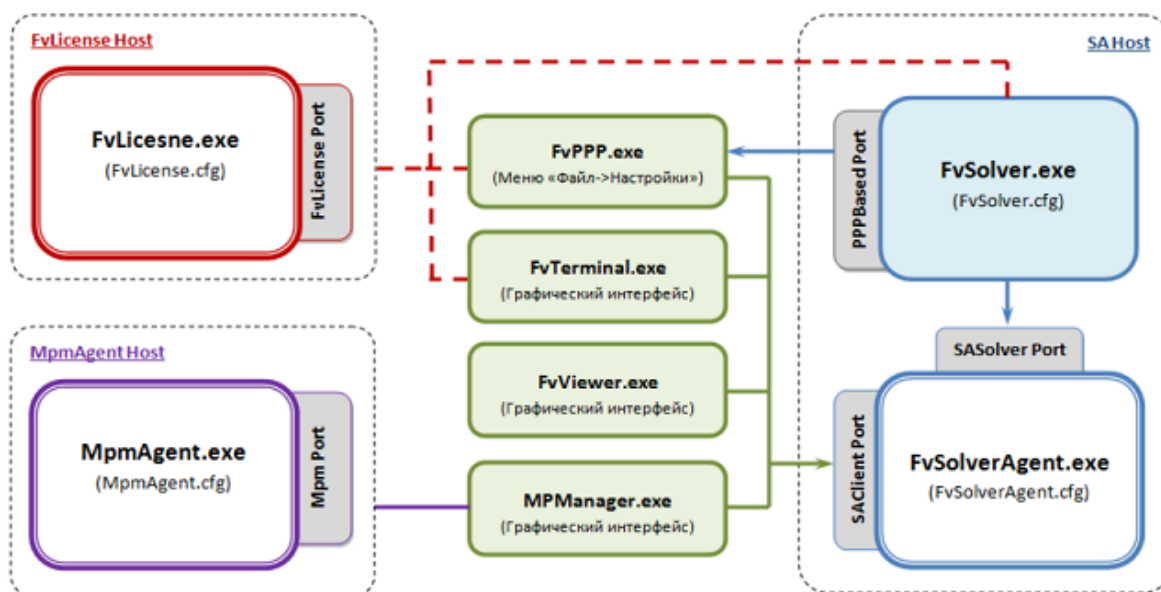 FvLicense Host
FvLicesne.exe
(FvLicense.cfg)
FvLicense Port
MpmAgent Host
MpmAgent.exe
(MpmAgent.cfg)
Mpm Port
FvPPP.exe
(Меню «Файл->Настройки»)
FvTerminal.exe
(Графический интерфейс)
FvViewer.exe
(Графический интерфейс)
MPManager.exe
(Графический интерфейс)
SA Host
PPPBased Port
FvSolver.exe
(FvSolver.cfg)
SASolver Port
SAClient Port
FvSolverAgent.exe
(FvSolverAgent.cfg)